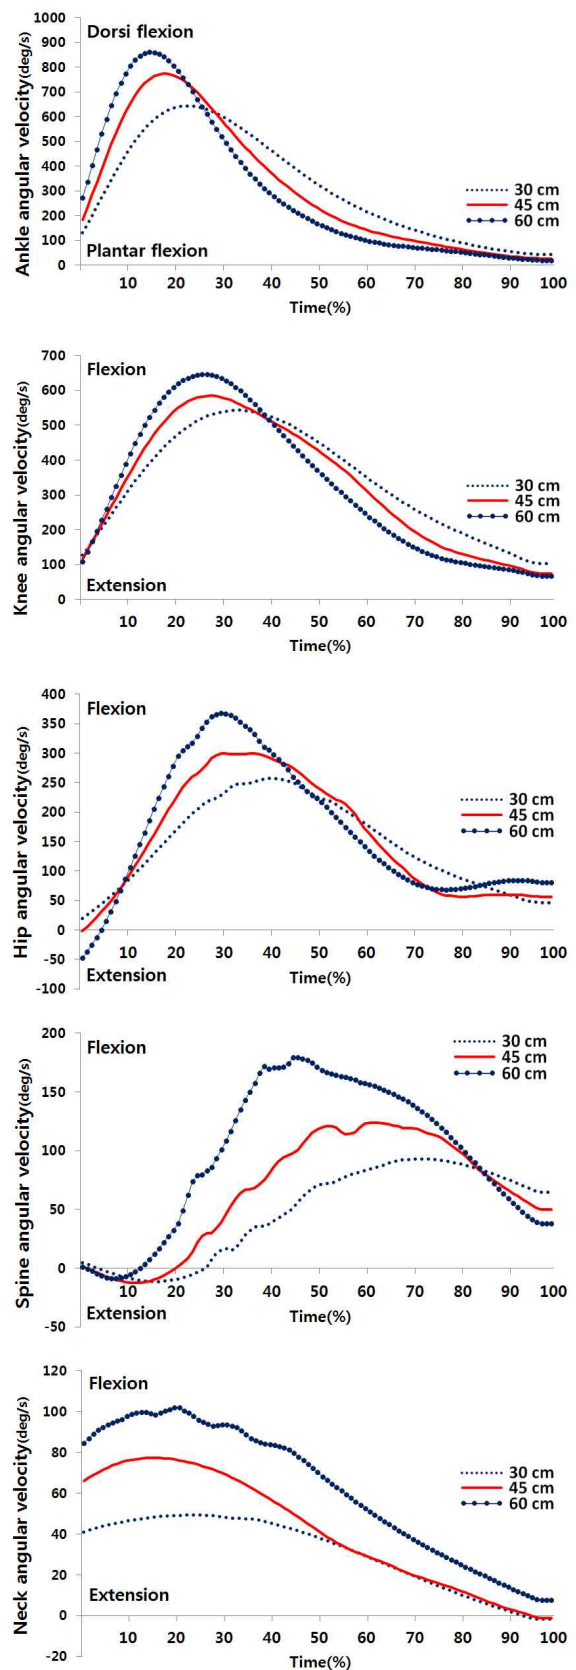 Ankle angular velocity(deg/s)
1000
900
800
700
600
500
400
300
200
100
0
Dorsi flexion
Plantar flexion
30 cm
45 cm
60 cm
10 20 30 40 50 60 70 80 90 100
Time(%)
Knee angular velocity(deg/s)
700
600
500
400
300
200
100
0
Flexion
Extension
30 cm
45 cm
60 cm
10 20 30 40 50 60 70 80 90 100
Time(%)
Hip angular velocity(deg/s)
400
350
300
250
200
150
100
50
0
-50
-100
Flexion
Extension
30 cm
45 cm
60 cm
10 20 30 40 50 60 70 80 90 100
Time(%)
Spine angular velocity(deg/s)
200
150
100
50
0
-50
Flexion
Extension
30 cm
45 cm
60 cm
10 20 30 40 50 60 70 80 90 100
Time(%)
Neck angular velocity(deg/s)
120
100
80
60
40
20
0
-20
Flexion
Extension
30 cm
45 cm
60 cm
10 20 30 40 50 60 70 80 90 100
Time(%)